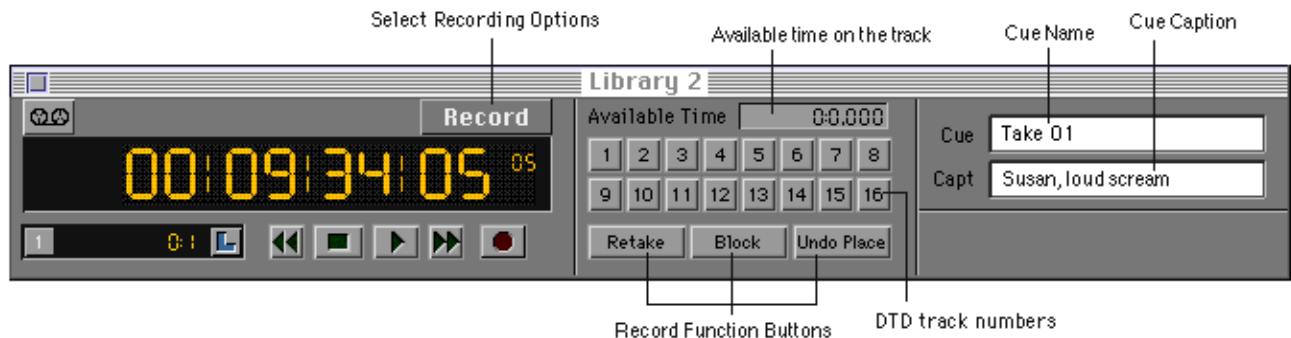 Select Recording Options
Available time on the track
Cue Name
Cue Caption
Library 2
Record
Available Time 0:0.000
Cue Take 01
00:09:34:05 05
1 2 3 4 5 6 7 8
Capt Susan, loud scream
9 10 11 12 13 14 15 16
1 0:1
Retake Block Undo Place
Record Function Buttons
DTD track numbers